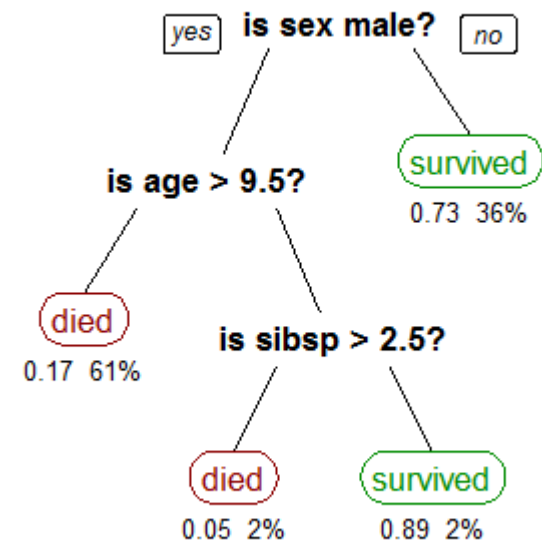 yes is sex male? no
survived
0.73 36%
is age > 9.5?
died
0.17 61%
is sibsp > 2.5?
died survived
0.05 2% 0.89 2%